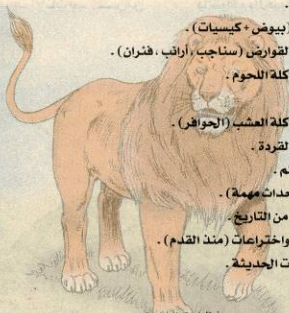 .
(بيوض + كيسيات) .
القوارض (سناجب ، أرانب ، فئران) .
كلة اللحوم .
كلة العشب (الحوافر) .
القردة .
م .
حداث مهمة) .
من التاريخ .
واختراعات (منذ القدم) .
ت الحديثة .